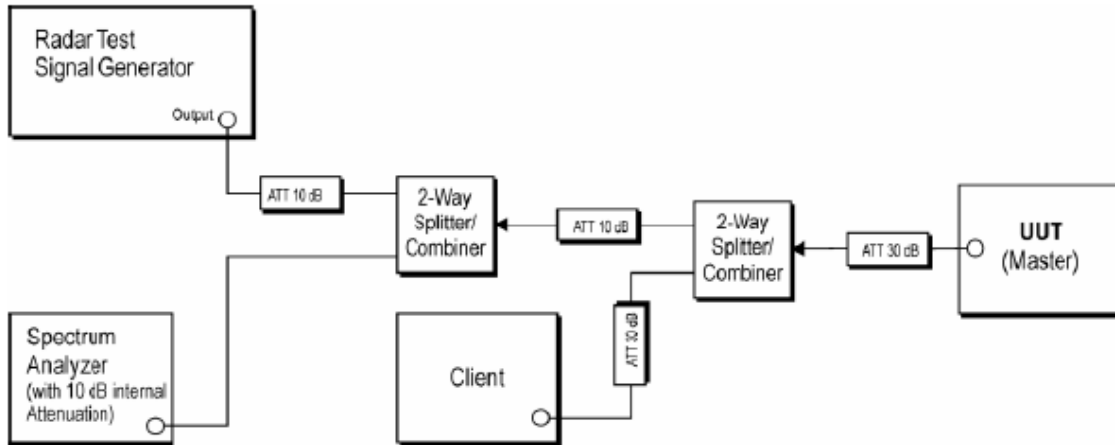 Radar Test
Signal Generator
Output
ATT 10 dB
2-Way
Splitter/
Combiner
ATT 10 dB
2-Way
Splitter/
Combiner
ATT 30 dB
UUT
(Master)
Spectrum
Analyzer
(with 10 dB internal
Attenuation)
Client
ATT 30 dB